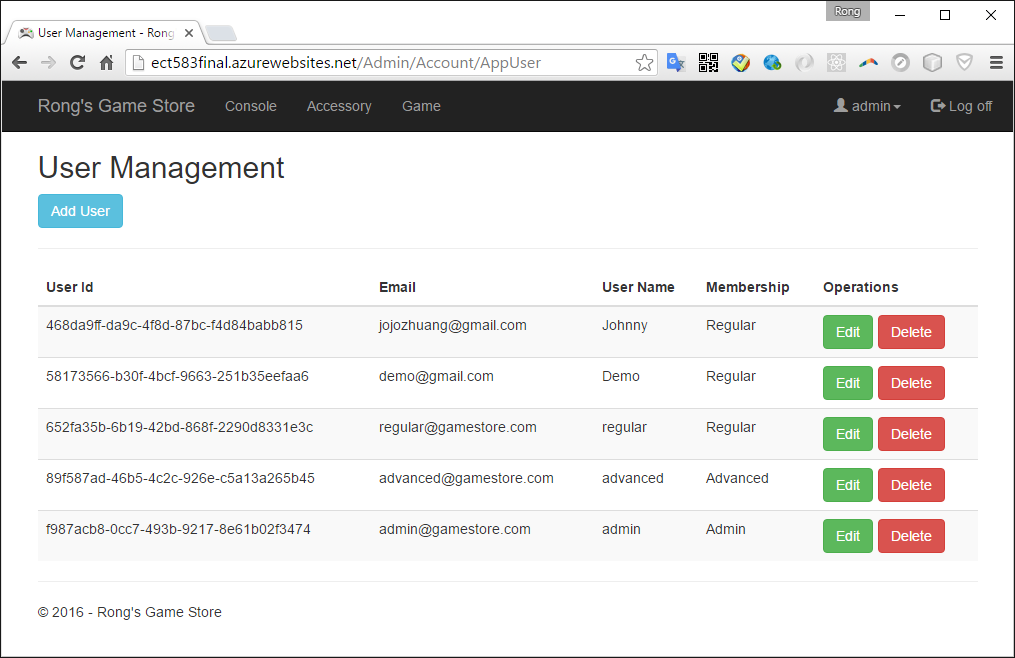 Rong
User Management - Rong
ect583final.azurewebsites.net/Admin/Account/AppUser
Rong's Game Store Console Accessory Game admin Log off
User Management
Add User
User Id Email User Name Membership Operations
468da9ff-da9c-4f8d-87bc-f4d84babb815 jojozhuang@gmail.com Johnny Regular Edit Delete
58173566-b30f-4bcf-9663-251b35eefaa6 demo@gmail.com Demo Regular Edit Delete
652fa35b-6b19-42bd-868f-2290d8331e3c regular@gamestore.com regular Regular Edit Delete
89f587ad-46b5-4c2c-926e-c5a13a265b45 advanced@gamestore.com advanced Advanced Edit Delete
f987acb8-0cc7-493b-9217-8e61b02f3474 admin@gamestore.com admin Admin Edit Delete
© 2016 - Rong's Game Store